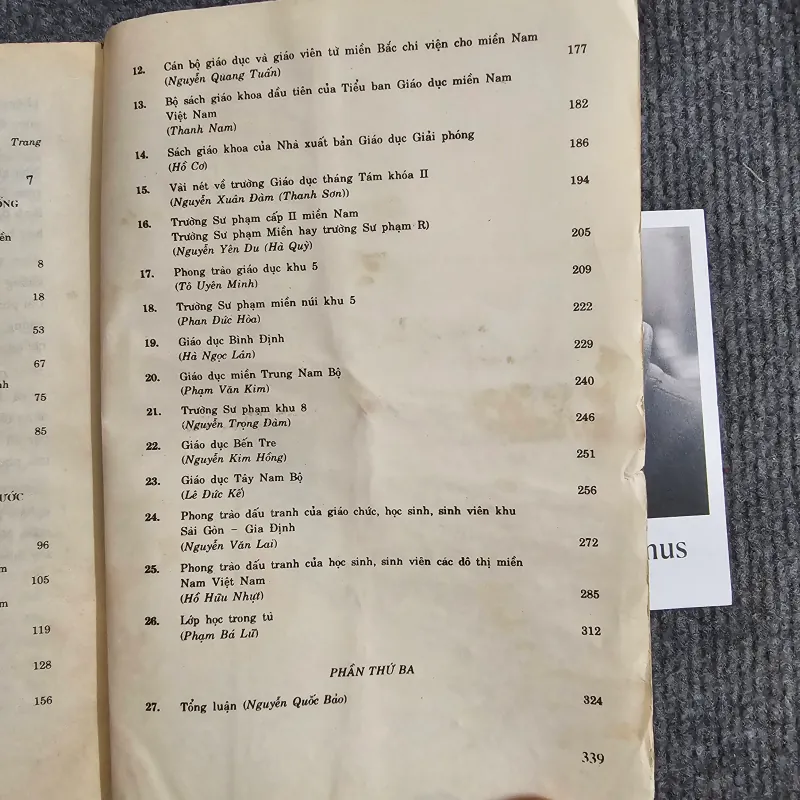 Trang
7
ỐNG
ền
8
18
53
67
nh
75
85
ƯỚC
96
m
105
m
119
128
156
12. Cán bộ giáo dục và giáo viên từ miền Bắc chi viện cho miền Nam 177
(Nguyễn Quang Tuấn)
13. Bộ sách giáo khoa đầu tiên của Tiểu ban Giáo dục miền Nam
Việt Nam 182
(Thanh Nam)
14. Sách giáo khoa của Nhà xuất bản Giáo dục Giải phóng 186
(Hồ Cơ)
15. Vài nét về trường Giáo dục tháng Tám khóa II 194
(Nguyễn Xuân Đàm (Thanh Sơn))
16. Trường Sư phạm cấp II miền Nam
Trường Sư phạm Miền hay trường Sư phạm R) 205
(Nguyễn Yên Du (Hà Quỳ)
17. Phong trào giáo dục khu 5 209
(Tô Uyên Minh)
18. Trường Sư phạm miền núi khu 5 222
(Phan Đức Hòa)
19. Giáo dục Bình Định 229
(Hà Ngọc Lân)
20. Giáo dục miền Trung Nam Bộ 240
(Phạm Văn Kim)
21. Trường Sư phạm khu 8 246
(Nguyễn Trọng Đàm)
22. Giáo dục Bến Tre 251
(Nguyễn Kim Hồng)
23. Giáo dục Tây Nam Bộ 256
(Lê Đức Kế)
24. Phong trào đấu tranh của giáo chức, học sinh, sinh viên khu
Sài Gòn - Gia Định 272
(Nguyễn Văn Lai)
25. Phong trào đấu tranh của học sinh, sinh viên các đô thị miền
Nam Việt Nam 285
(Hồ Hữu Nhựt)
26. Lớp học trong tù 312
(Phạm Bá Lữ)
PHẦN THỨ BA
27. Tổng luận (Nguyễn Quốc Bảo) 324
339
nus